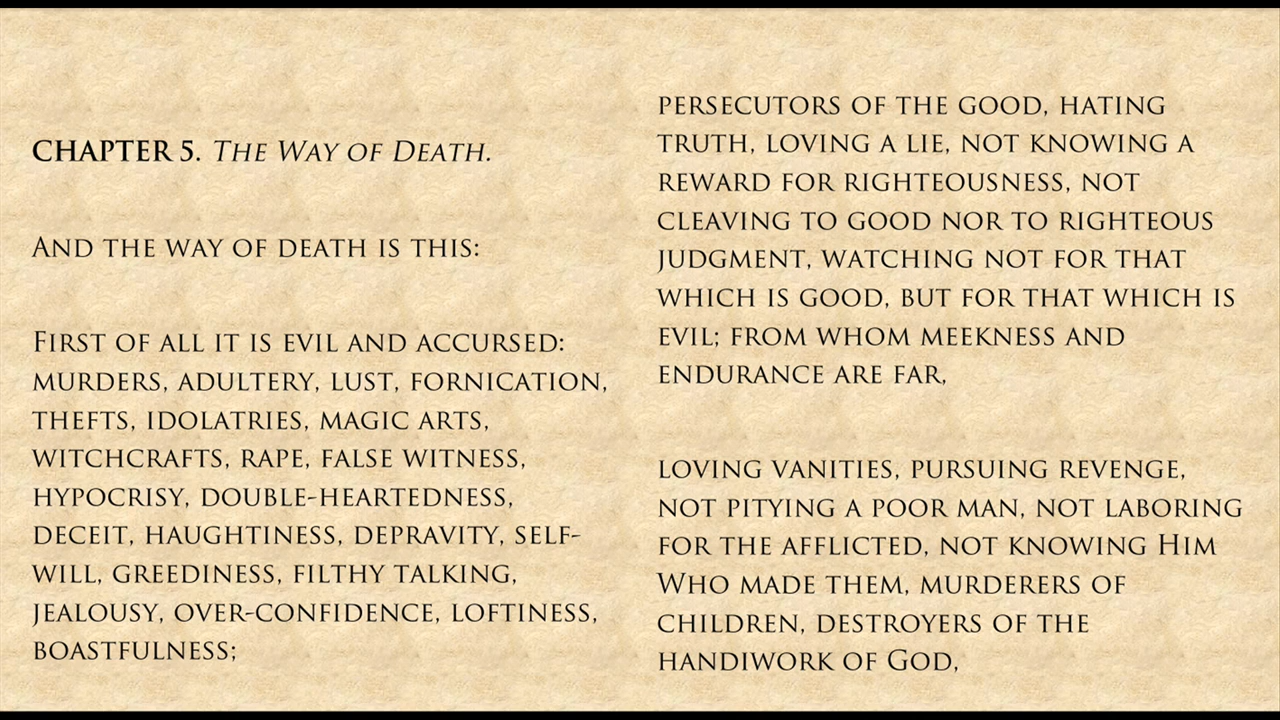 CHAPTER 5. The Way of Death.
And the way of death is this:
First of all it is evil and accursed:
murders, adultery, lust, fornication,
thefts, idolatries, magic arts,
witchcrafts, rape, false witness,
hypocrisy, double-heartedness,
deceit, haughtiness, depravity, self-
will, greediness, filthy talking,
jealousy, over-confidence, loftiness,
boastfulness;
persecutors of the good, hating
truth, loving a lie, not knowing a
reward for righteousness, not
cleaving to good nor to righteous
judgment, watching not for that
which is good, but for that which is
evil; from whom meekness and
endurance are far,
loving vanities, pursuing revenge,
not pitying a poor man, not laboring
for the afflicted, not knowing Him
Who made them, murderers of
children, destroyers of the
handiwork of God,